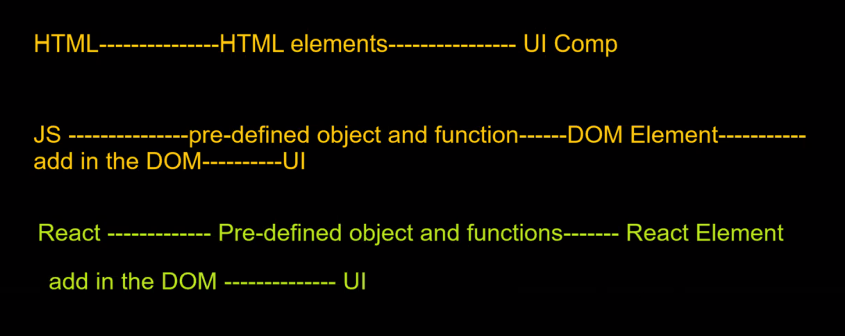 HTML---------------HTML elements---------------- UI Comp
JS ---------------pre-defined object and function------DOM Element-----------
add in the DOM----------UI
React ------------- Pre-defined object and functions------- React Element
add in the DOM -------------- UI